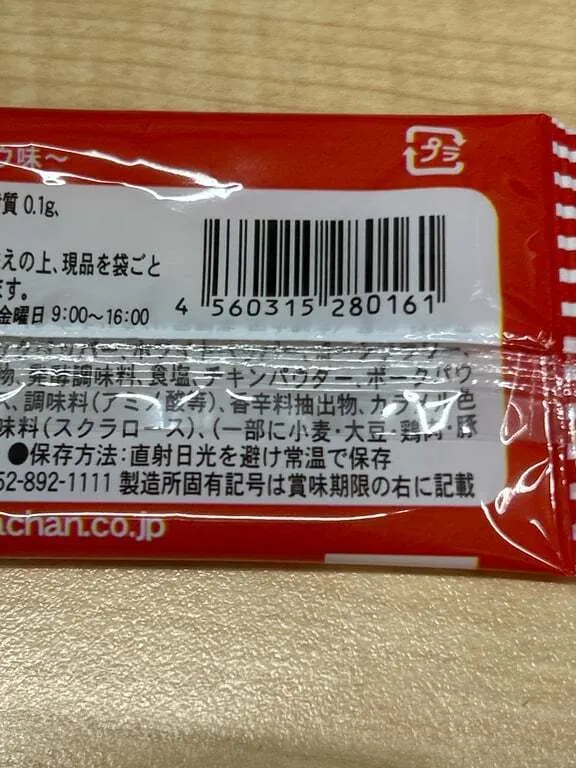 ウ味～
プラ
質 0.1g、
えの上、現品を袋ごと
ます。
金曜日 9:00～16:00
4 560315 280161
物、発酵調味料、食塩、チキンパウダー、ポークパウ
ス、調味料(アミノ酸等)、香辛料抽出物、カラメル色
味料(スクラロース)、(一部に小麦・大豆・鶏肉・豚
●保存方法:直射日光を避け常温で保存
52-892-1111 製造所固有記号は賞味期限の右に記載
achan.co.jp